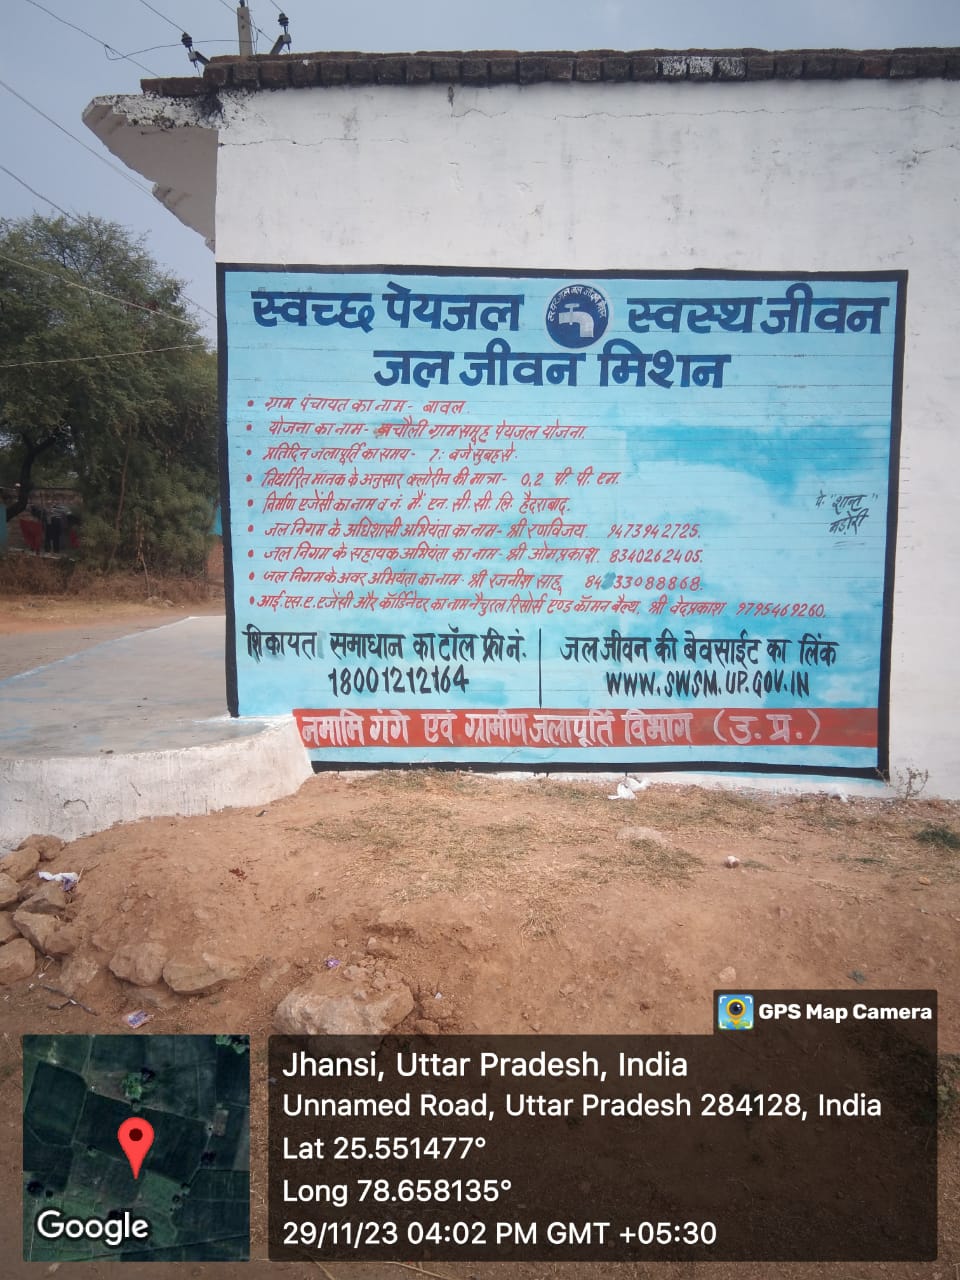 स्वच्छ पेयजल स्वस्थ जीवन
जल जीवन मिशन
• ग्राम पंचायत का नाम - बावल
• योजना का नाम - बचौली ग्राम समूह पेयजल योजना.
• प्रतिदिन जलापूर्ति का समय - 7: बजे सुबह से.
• निर्धारित मानक के अनुसार क्लोरीन की मात्रा - 0.2 पी पी. एम.
• निर्माण एजेंसी का नाम व नं. मै. एन. सी. सी. लि. हैदराबाद.
• जल निगम के अधिशासी अभियंता का नाम - श्री रणविजय. 9473942725.
• जल निगम के सहायक अभियंता का नाम - श्री ओमप्रकाश. 8340262405.
• जल निगम के अवर अभियंता का नाम - श्री रजनीश साहू 8433088868.
• आई. एस. ए. एजेंसी और कॉर्डिनेटर का नाम नैचुरल रिसोर्स एण्ड कॉमन वैल्थ, श्री वेदप्रकाश 9795469260.
पे. "शान्त"
मडोरी
शिकायत समाधान का टॉल फ्री नं.
18001212164
जल जीवन की बेवसाईट का लिंक
WWW.SWSM.UP.GOV.IN
नमामि गंगे एवं ग्रामीण जलापूर्ति विभाग (उ. प्र.)
GPS Map Camera
Jhansi, Uttar Pradesh, India
Unnamed Road, Uttar Pradesh 284128, India
Lat 25.551477°
Long 78.658135°
29/11/23 04:02 PM GMT +05:30
Google